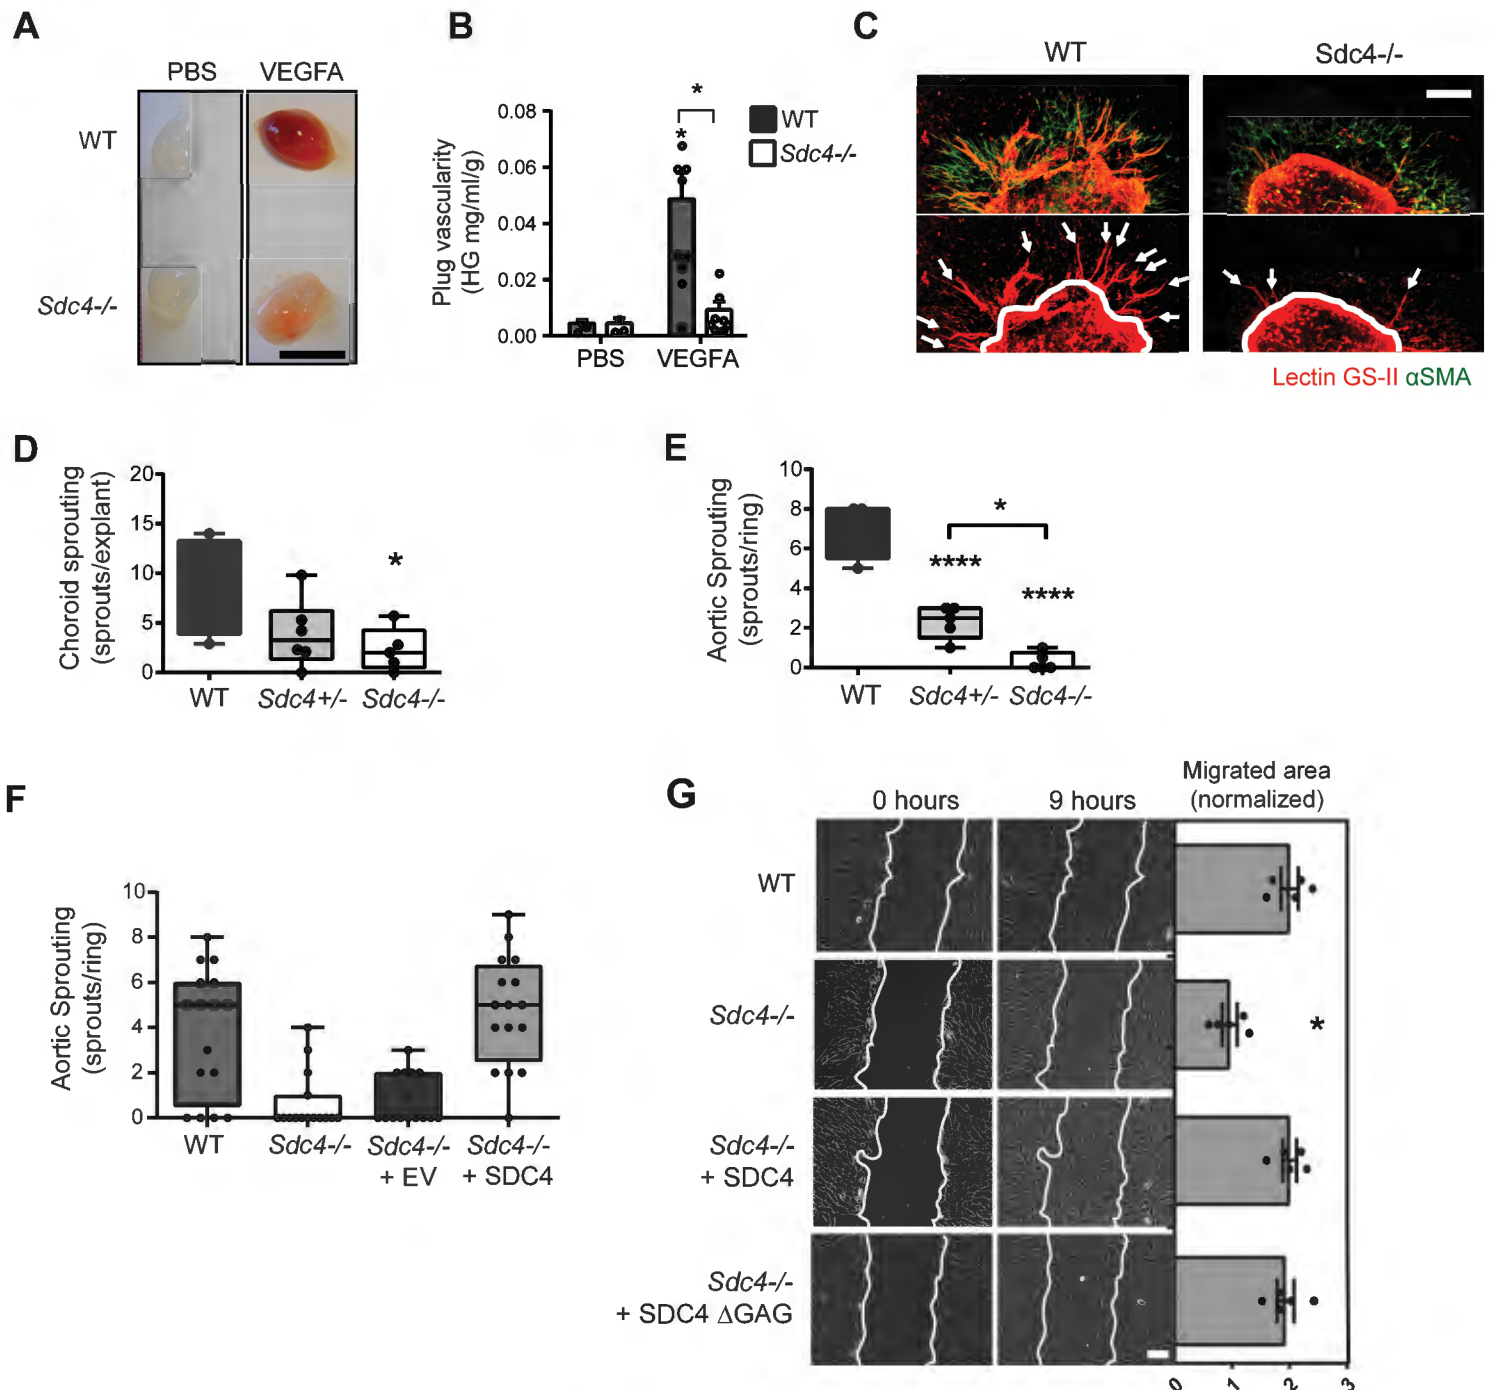 A
PBS VEGFA
WT
Sdc4-/-
B
Plug vascularity
(HG mg/ml/g)
0.08
0.06
0.04
0.02
0.00
*
*
PBS VEGFA
WT
Sdc4-/-
C
WT Sdc4-/-
Lectin GS-II αSMA
D
Choroid sprouting
(sprouts/explant)
20
15
10
5
0
*
WT Sdc4+/- Sdc4-/-
E
Aortic Sprouting
(sprouts/ring)
10
8
6
4
2
0
*
****
****
WT Sdc4+/- Sdc4-/-
F
Aortic Sprouting
(sprouts/ring)
10
8
6
4
2
0
WT Sdc4-/- Sdc4-/- Sdc4-/-
+ EV + SDC4
G
0 hours 9 hours
Migrated area
(normalized)
WT
Sdc4-/-
*
Sdc4-/-
+ SDC4
Sdc4-/-
+ SDC4 ΔGAG
0 1 2 3